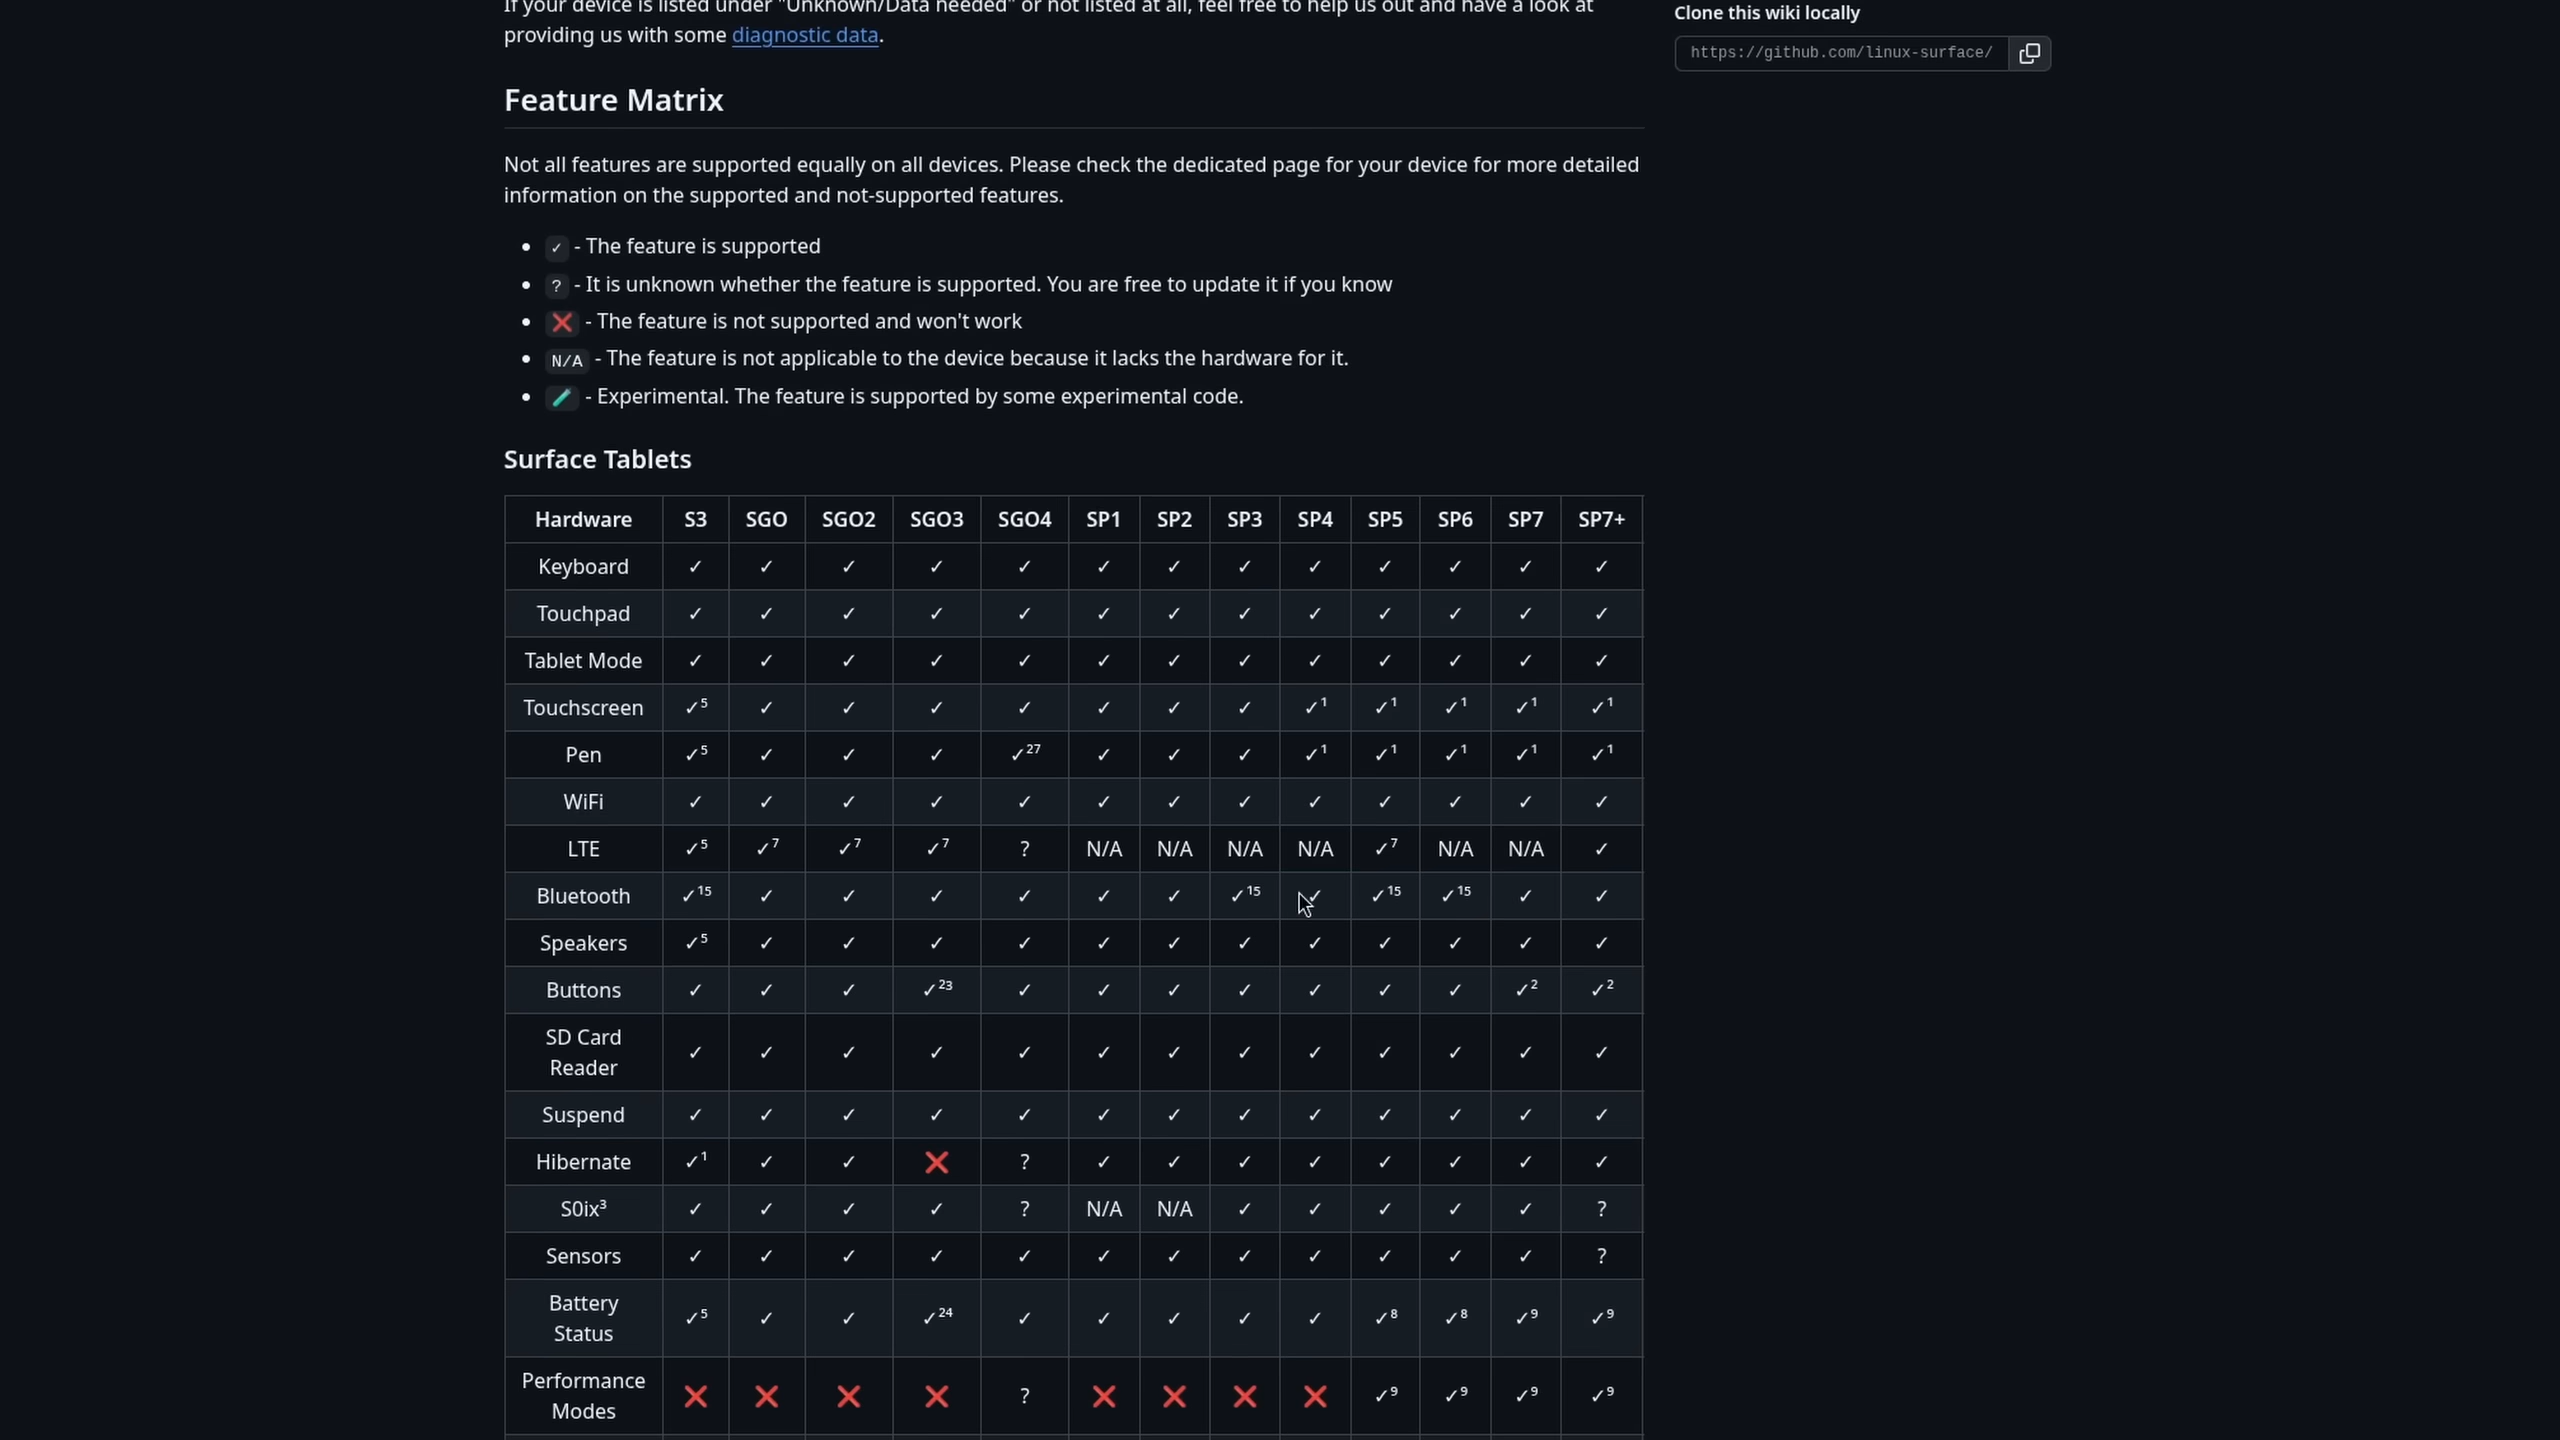 If your device is listed under "Unknown/Data needed" or not listed at all, feel free to help us out and have a look at
providing us with some diagnostic data.
Clone this wiki locally
https://github.com/linux-surface/
Feature Matrix
Not all features are supported equally on all devices. Please check the dedicated page for your device for more detailed
information on the supported and not-supported features.
• ✓ - The feature is supported
• ? - It is unknown whether the feature is supported. You are free to update it if you know
• ❌ - The feature is not supported and won't work
• N/A - The feature is not applicable to the device because it lacks the hardware for it.
• 🧪 - Experimental. The feature is supported by some experimental code.
Surface Tablets
Hardware S3 SGO SGO2 SGO3 SGO4 SP1 SP2 SP3 SP4 SP5 SP6 SP7 SP7+
Keyboard ✓ ✓ ✓ ✓ ✓ ✓ ✓ ✓ ✓ ✓ ✓ ✓ ✓
Touchpad ✓ ✓ ✓ ✓ ✓ ✓ ✓ ✓ ✓ ✓ ✓ ✓ ✓
Tablet Mode ✓ ✓ ✓ ✓ ✓ ✓ ✓ ✓ ✓ ✓ ✓ ✓ ✓
Touchscreen ✓⁵ ✓ ✓ ✓ ✓ ✓ ✓ ✓ ✓¹ ✓¹ ✓¹ ✓¹ ✓¹
Pen ✓⁵ ✓ ✓ ✓ ✓²⁷ ✓ ✓ ✓ ✓¹ ✓¹ ✓¹ ✓¹ ✓¹
WiFi ✓ ✓ ✓ ✓ ✓ ✓ ✓ ✓ ✓ ✓ ✓ ✓ ✓
LTE ✓⁵ ✓⁷ ✓⁷ ✓⁷ ? N/A N/A N/A N/A ✓⁷ N/A N/A ✓
Bluetooth ✓¹⁵ ✓ ✓ ✓ ✓ ✓ ✓ ✓¹⁵ ✓ ✓¹⁵ ✓¹⁵ ✓ ✓
Speakers ✓⁵ ✓ ✓ ✓ ✓ ✓ ✓ ✓ ✓ ✓ ✓ ✓ ✓
Buttons ✓ ✓ ✓ ✓²³ ✓ ✓ ✓ ✓ ✓ ✓ ✓ ✓² ✓²
SD Card
Reader ✓ ✓ ✓ ✓ ✓ ✓ ✓ ✓ ✓ ✓ ✓ ✓ ✓
Suspend ✓ ✓ ✓ ✓ ✓ ✓ ✓ ✓ ✓ ✓ ✓ ✓ ✓
Hibernate ✓¹ ✓ ✓ ❌ ? ✓ ✓ ✓ ✓ ✓ ✓ ✓ ✓
S0ix³ ✓ ✓ ✓ ✓ ? N/A N/A ✓ ✓ ✓ ✓ ✓ ?
Sensors ✓ ✓ ✓ ✓ ✓ ✓ ✓ ✓ ✓ ✓ ✓ ✓ ?
Battery
Status ✓⁵ ✓ ✓ ✓²⁴ ✓ ✓ ✓ ✓ ✓ ✓⁸ ✓⁸ ✓⁹ ✓⁹
Performance
Modes ❌ ❌ ❌ ❌ ? ❌ ❌ ❌ ❌ ✓⁹ ✓⁹ ✓⁹ ✓⁹